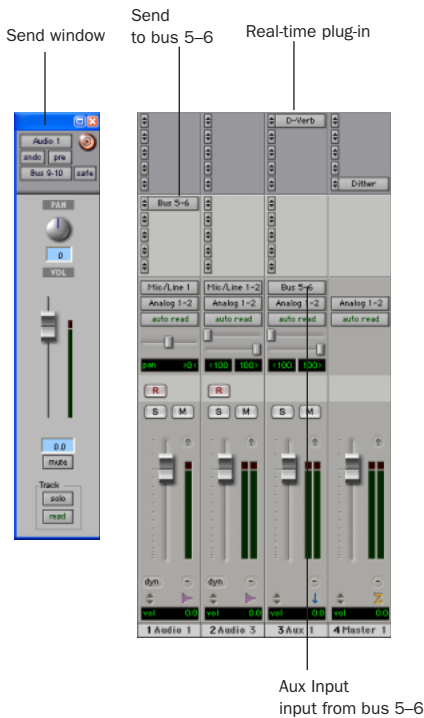 Send
to bus 5–6
Send window
Real-time plug-in
Audio 1
sndc pre
Bus 9-10 safe
PAN
0
VOL
0.0
mute
Track
solo
read
D-Verb
Dither
Bus 5-6
Mic/Line 1 Mic/Line 1-2 Bus 5-6
Analog 1-2 Analog 1-2 Analog 1-2 Analog 1-2
auto read auto read auto read auto read
pan >0< <100 100> <100 100>
R R
S M S M S M
dyn dyn
vol 0.0 vol 0.0 vol 0.0 vol 0.0
1 Audio 1 2 Audio 3 3 Aux 1 4 Master 1
Aux Input
input from bus 5–6